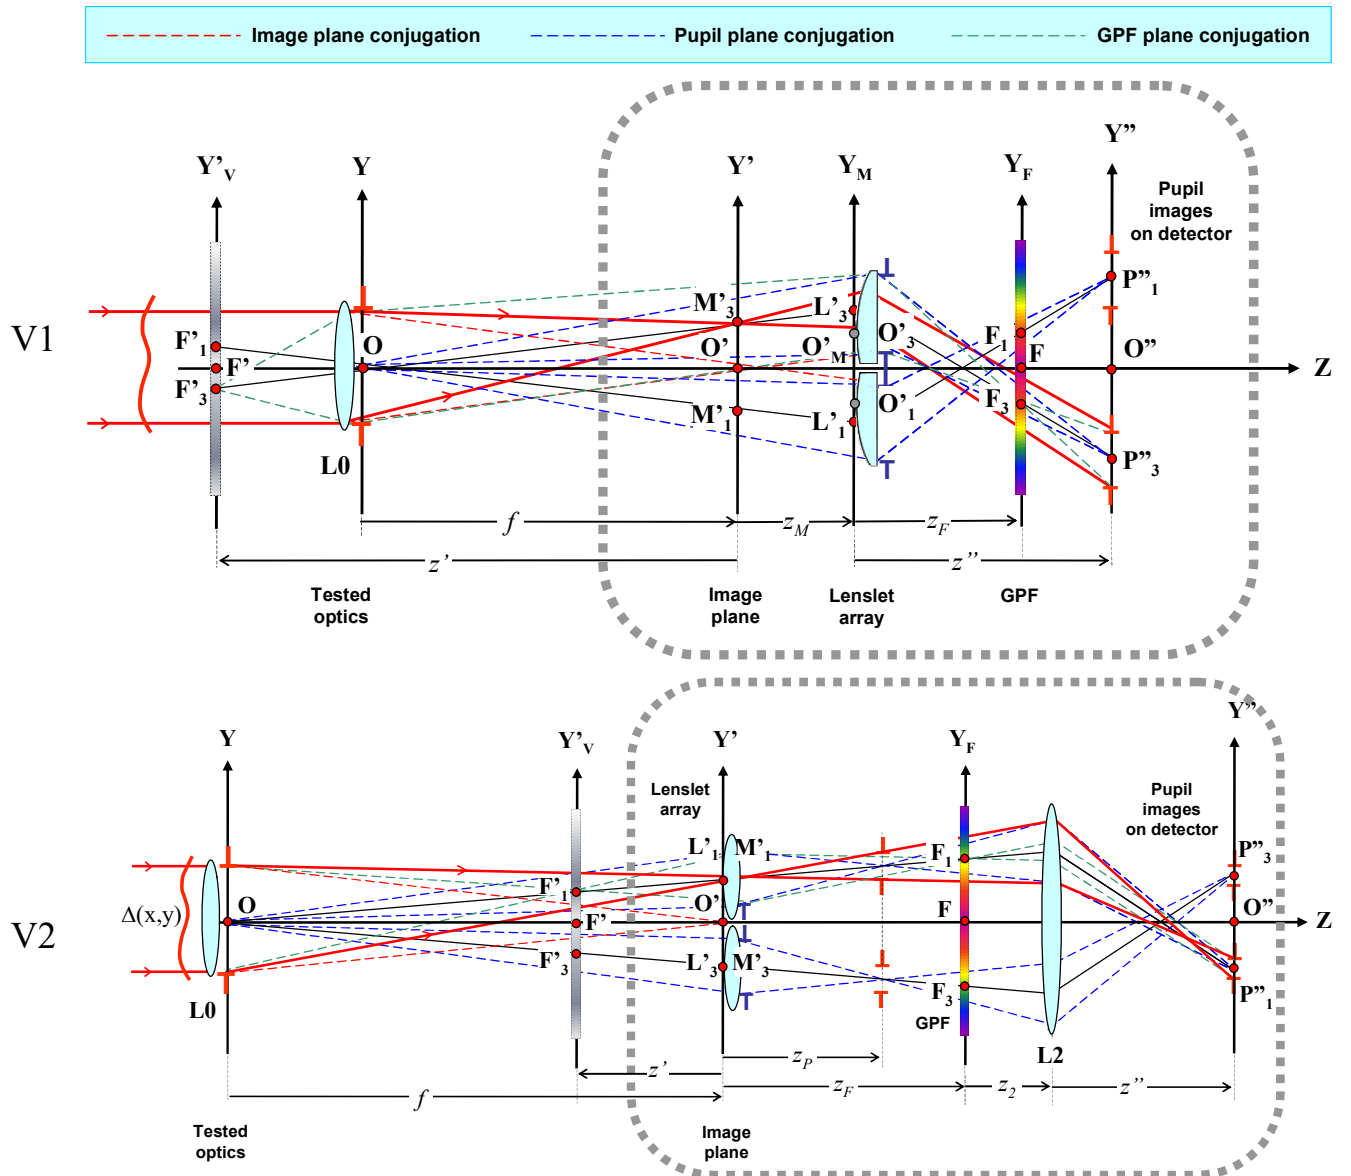 Image plane conjugation Pupil plane conjugation GPF plane conjugation
V1
Y'V Y Y' YM YF Y''
Pupil
images
on detector
M'3 L'3 P''1
F'1 O O' O'M O'3 F1 O''
F' F Z
F'3 M'1 L'1 O'1 F3 P''3
L0
f zM zF
z' z''
Tested
optics
Image
plane
Lenslet
array
GPF
V2
Y Y'V Y' YF Y''
Lenslet
array
Pupil
images
on detector
L'1 M'1 F1 P''3
Δ(x,y) O F'1 O' F O'' Z
F'
F'3 L'3 M'3 F3 P''1
L0 GPF L2
zP
z'
f zF z2 z''
Tested
optics
Image
plane